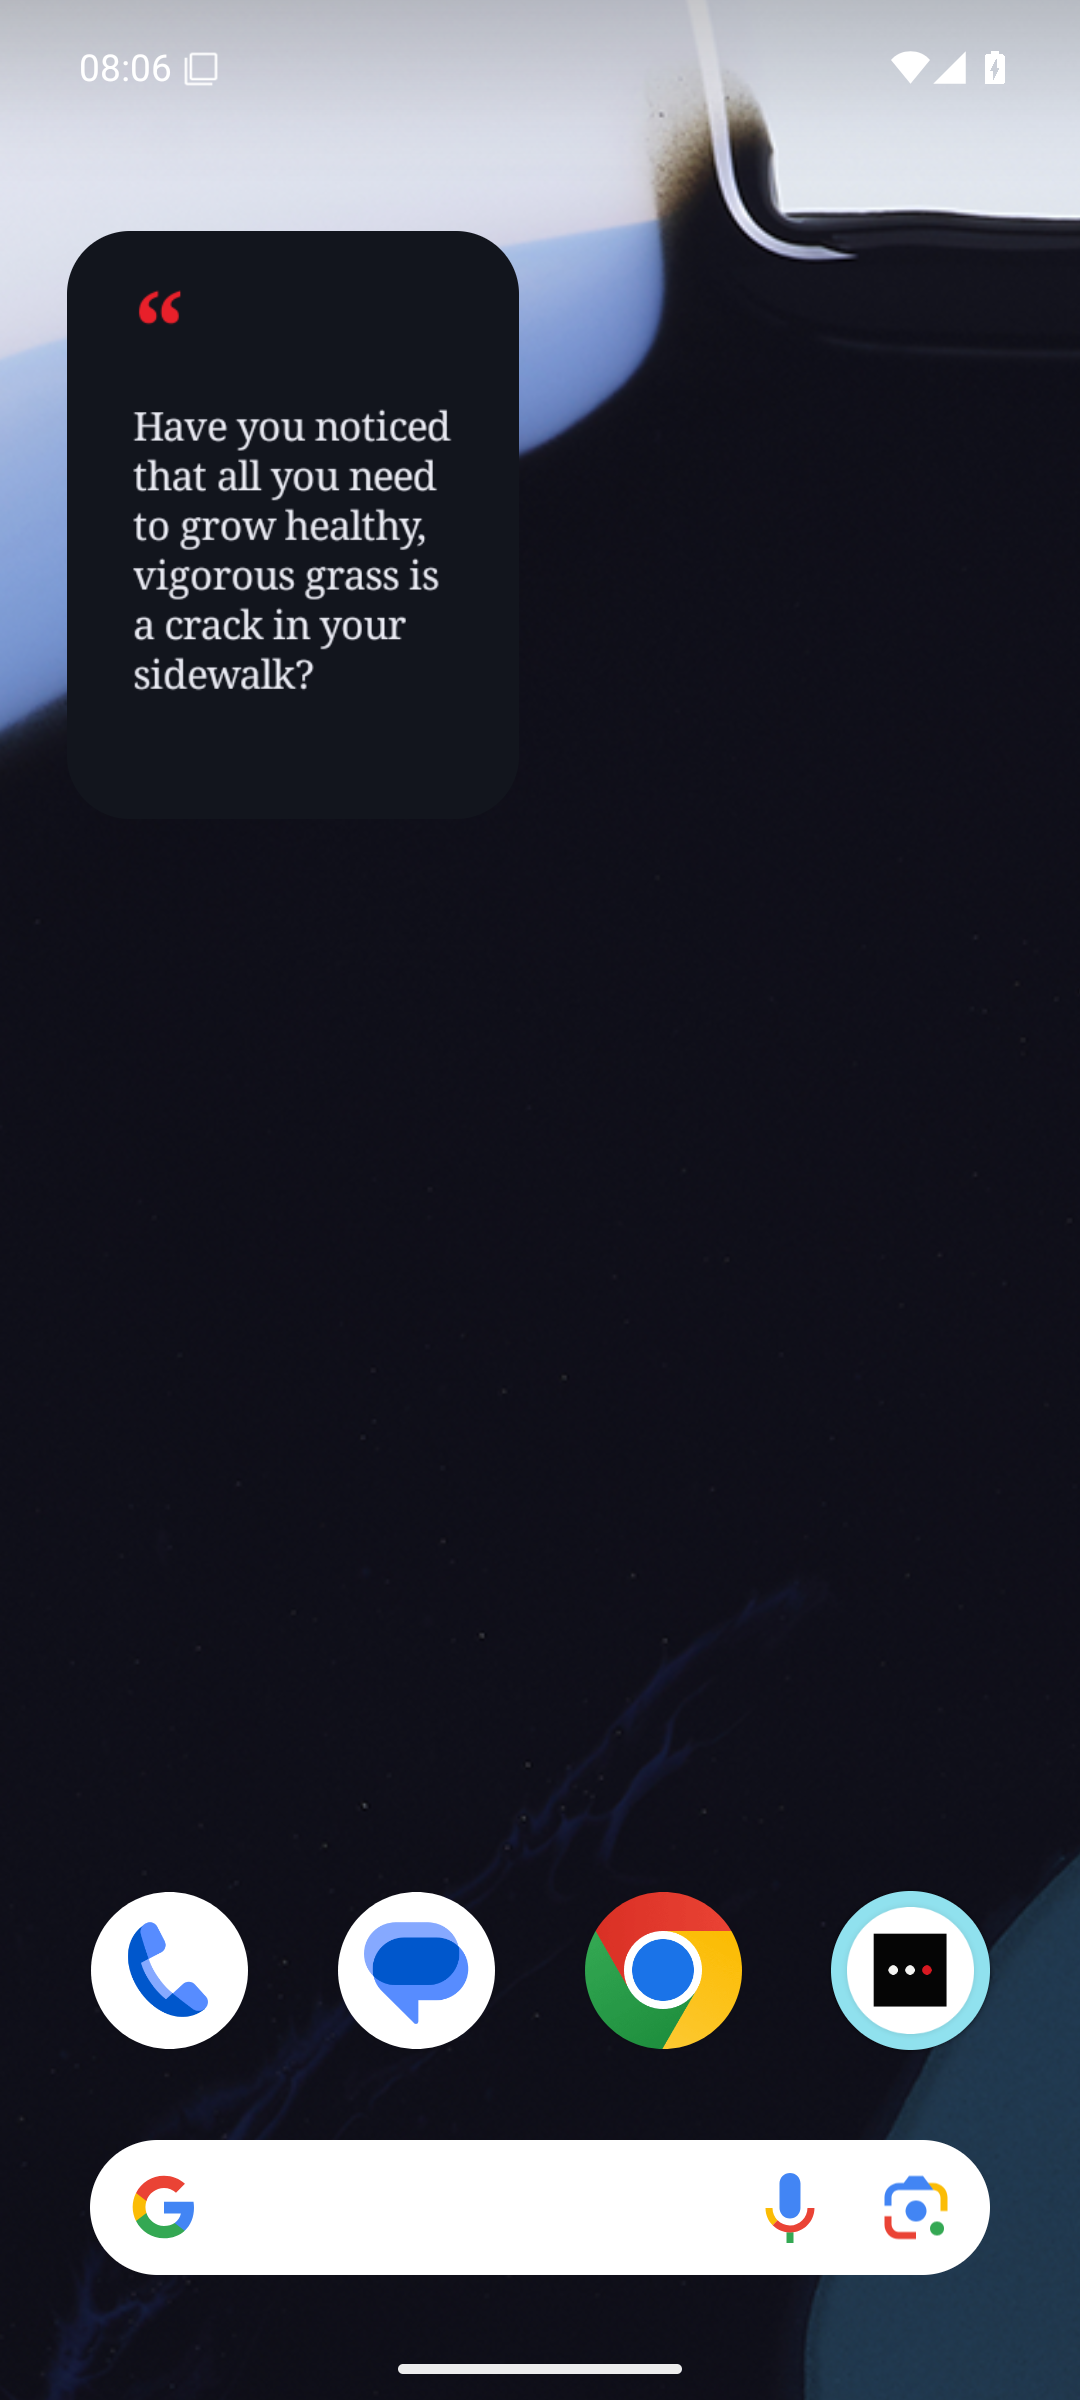 08:06
“
Have you noticed
that all you need
to grow healthy,
vigorous grass is
a crack in your
sidewalk?